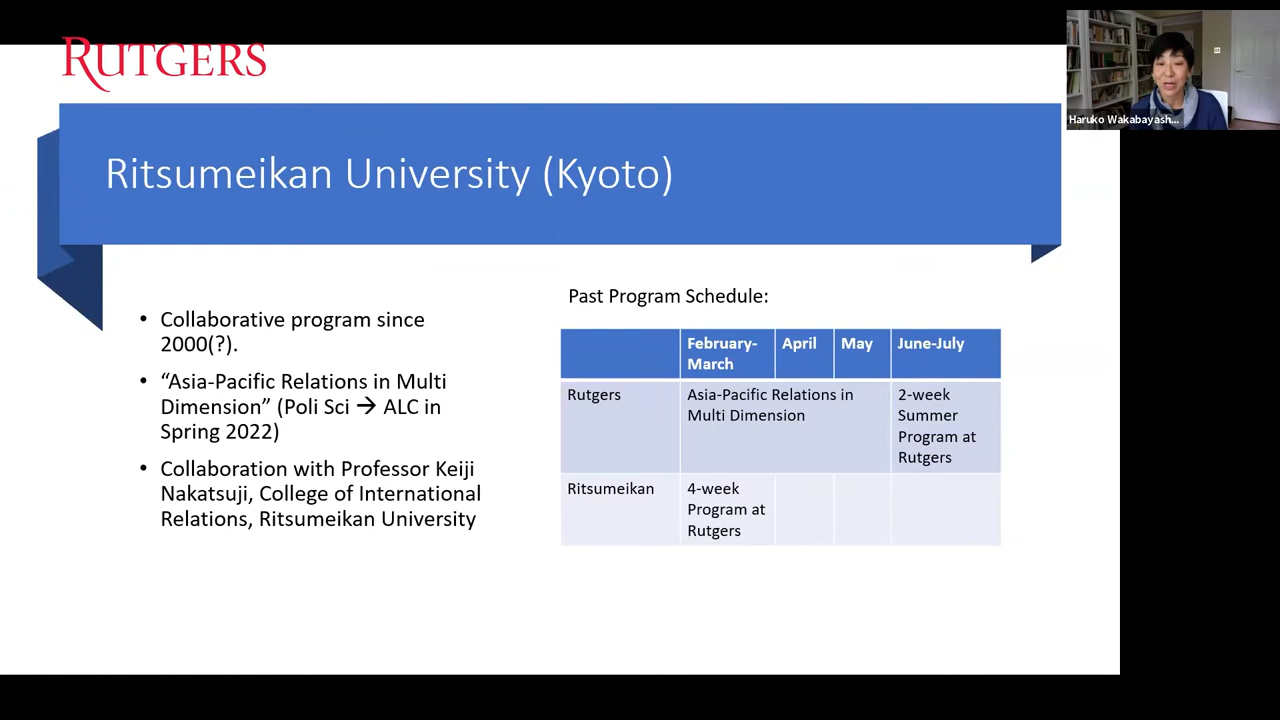 RUTGERS
Haruko Wakabayash...
Ritsumeikan University (Kyoto)
• Collaborative program since
2000(?).
• “Asia-Pacific Relations in Multi
Dimension” (Poli Sci → ALC in
Spring 2022)
• Collaboration with Professor Keiji
Nakatsuji, College of International
Relations, Ritsumeikan University
Past Program Schedule:
February-
March
April
May
June-July
Rutgers
Asia-Pacific Relations in
Multi Dimension
2-week
Summer
Program at
Rutgers
Ritsumeikan
4-week
Program at
Rutgers